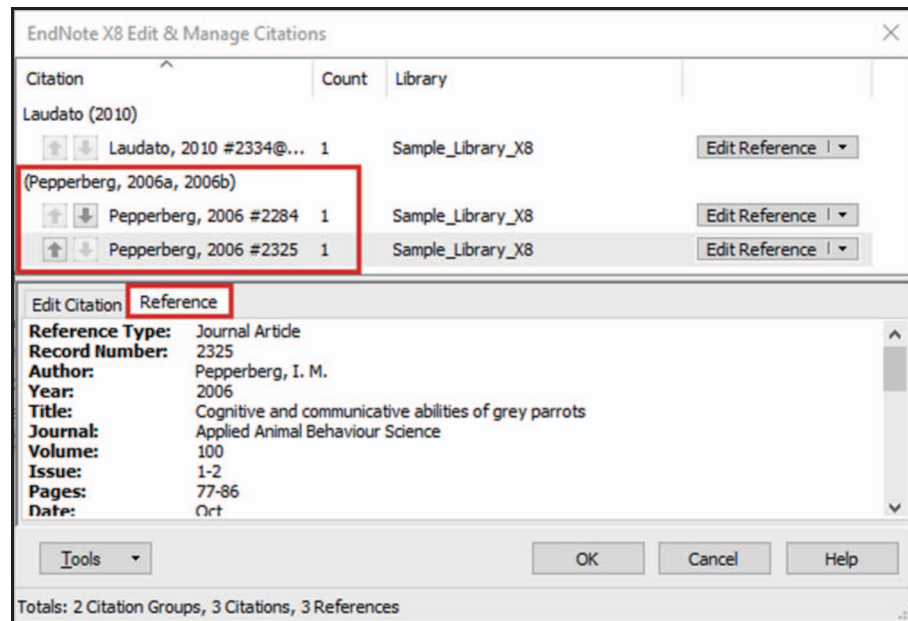 EndNote X8 Edit & Manage Citations
Citation Count Library
Laudato (2010)
Laudato, 2010 #2334@... 1 Sample_Library_X8 Edit Reference
(Pepperberg, 2006a, 2006b)
Pepperberg, 2006 #2284 1 Sample_Library_X8 Edit Reference
Pepperberg, 2006 #2325 1 Sample_Library_X8 Edit Reference
Edit Citation Reference
Reference Type: Journal Article
Record Number: 2325
Author: Pepperberg, I. M.
Year: 2006
Title: Cognitive and communicative abilities of grey parrots
Journal: Applied Animal Behaviour Science
Volume: 100
Issue: 1-2
Pages: 77-86
Date: Oct
Tools OK Cancel Help
Totals: 2 Citation Groups, 3 Citations, 3 References